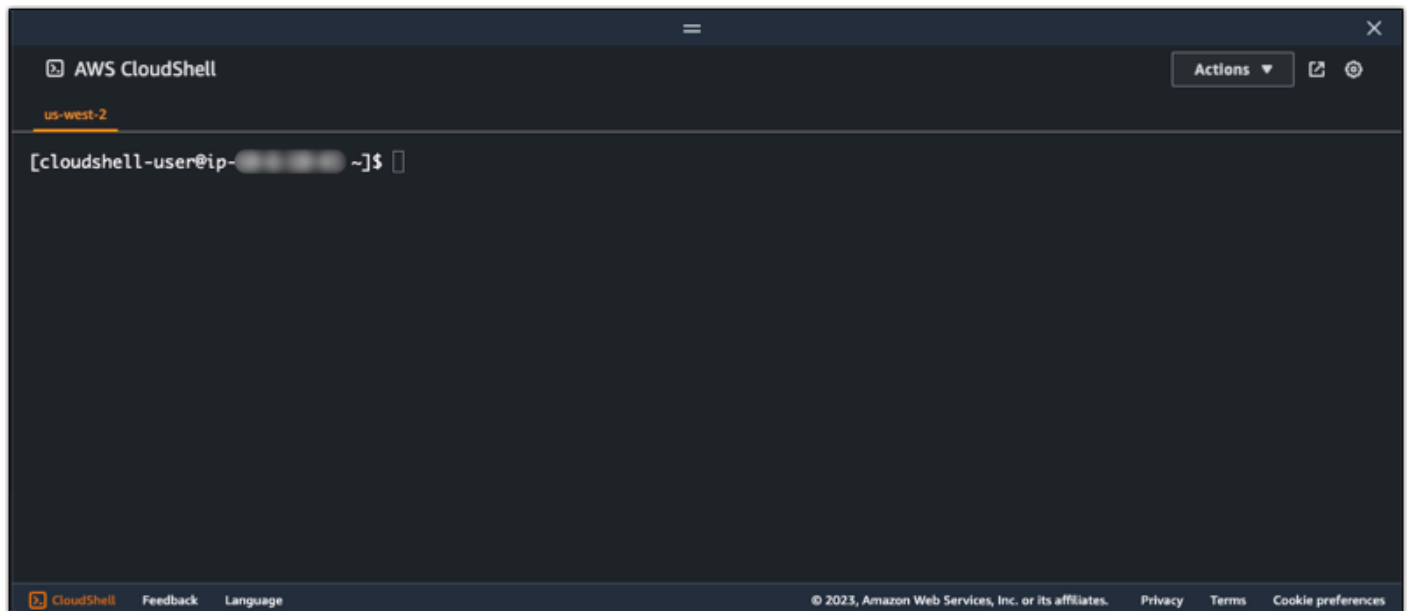 AWS CloudShell
Actions
us-west-2
[cloudshell-user@ip- ~]$
CloudShell Feedback Language © 2023, Amazon Web Services, Inc. or its affiliates. Privacy Terms Cookie preferences